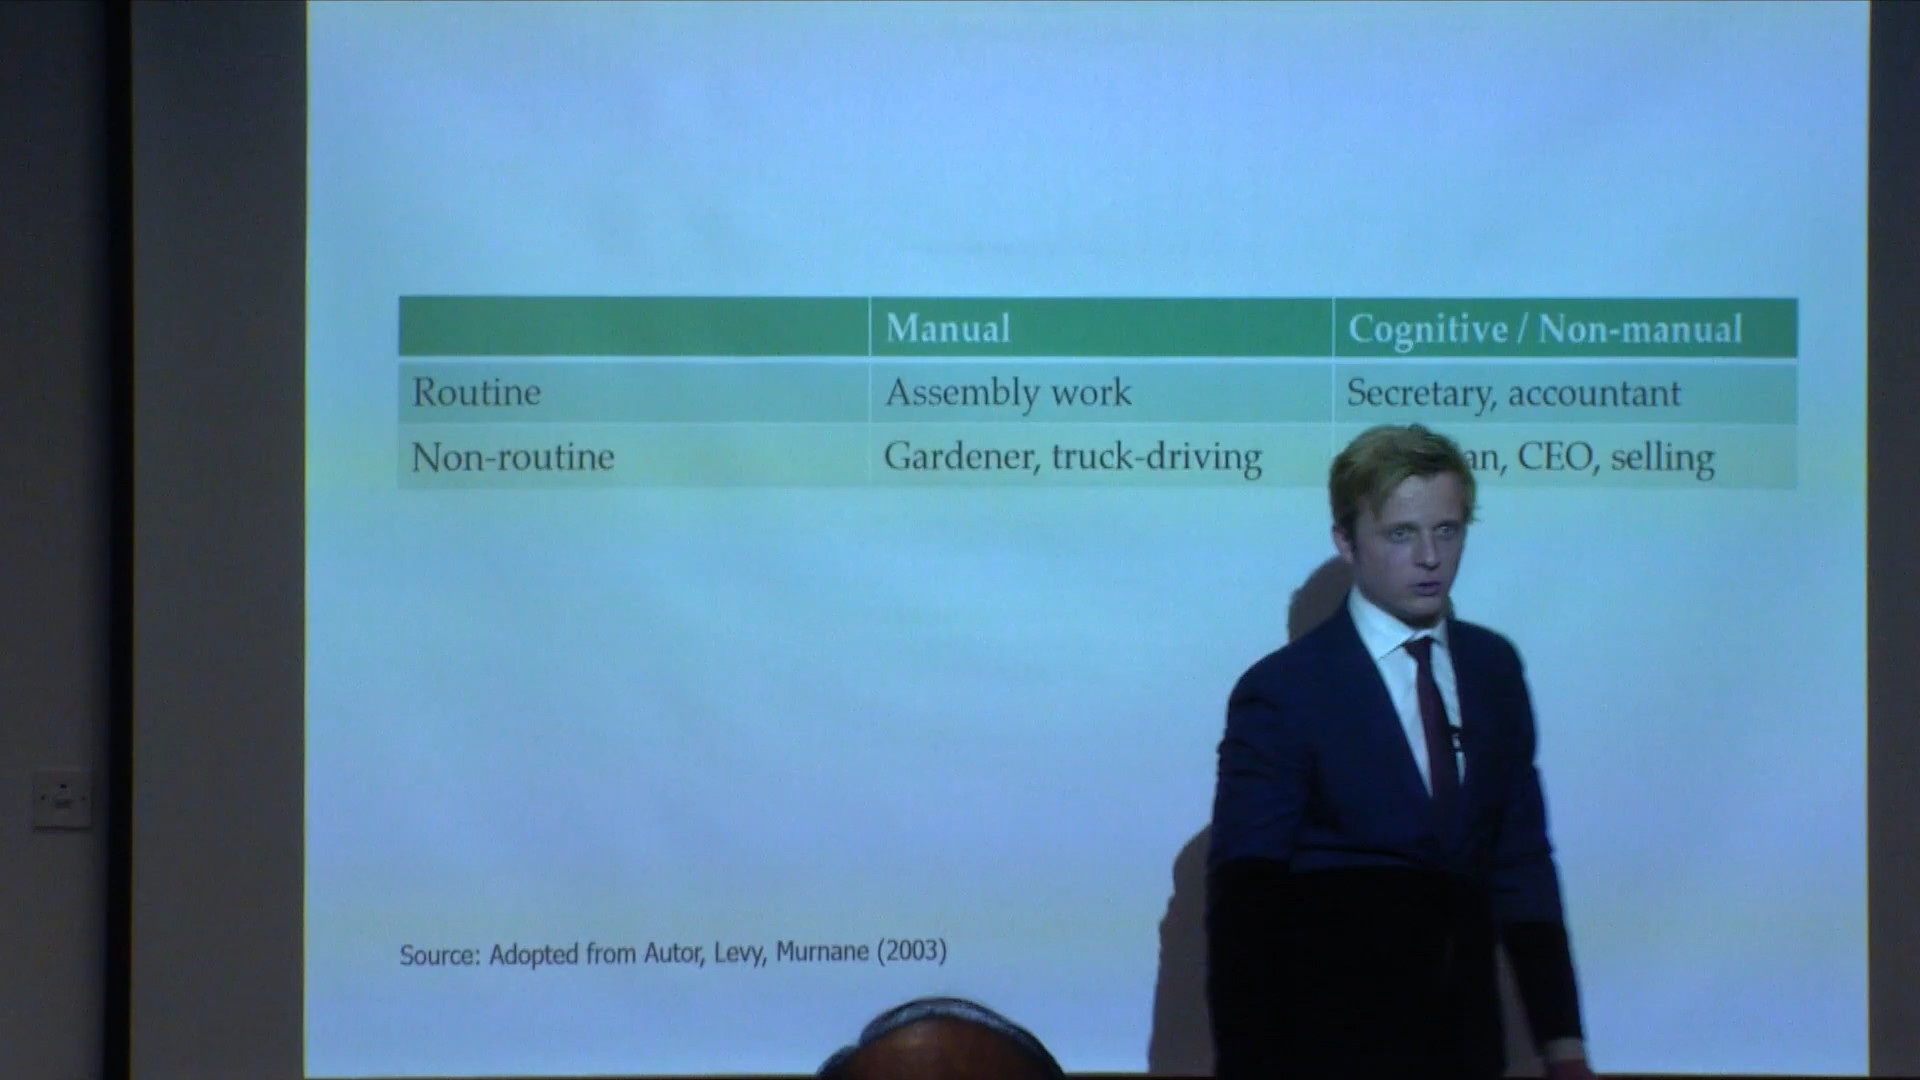 Manual Cognitive / Non-manual
Routine Assembly work Secretary, accountant
Non-routine Gardener, truck-driving CEO, selling
Source: Adopted from Autor, Levy, Murnane (2003)